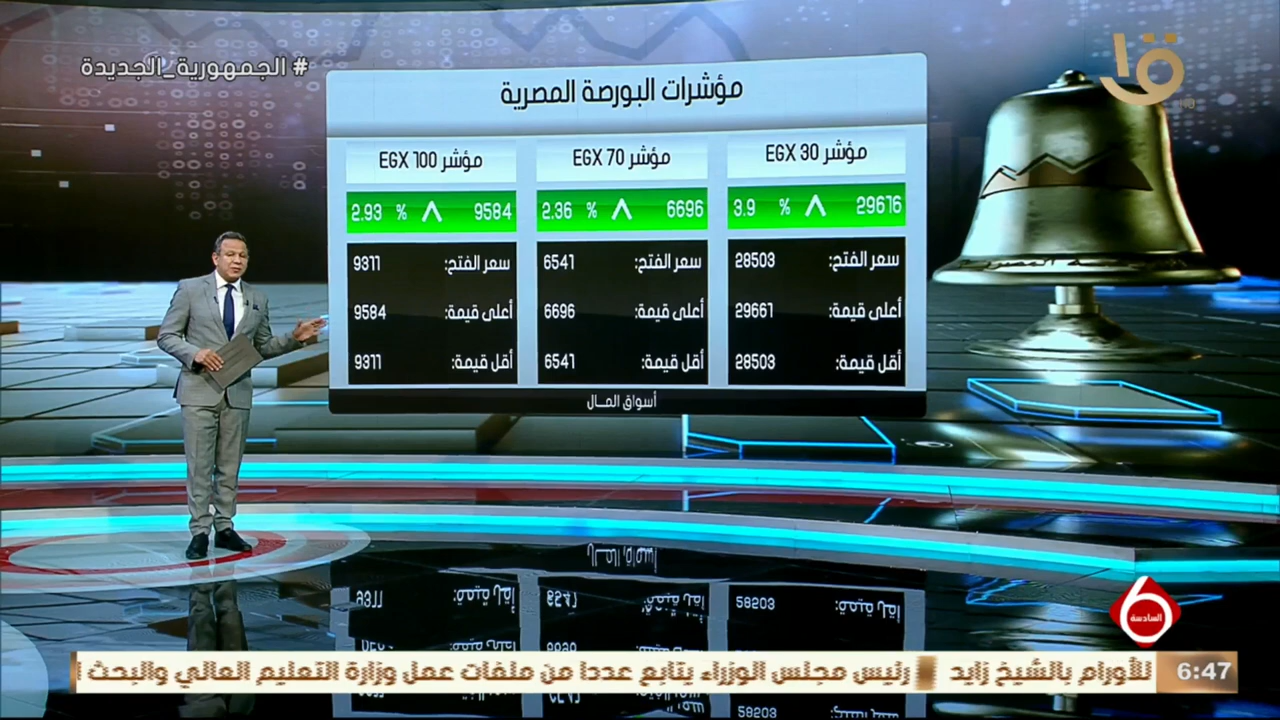 #الجمهورية_الجديدة
HD
مؤشرات البورصة المصرية
مؤشر EGX 30
29616 % 3.9
سعر الفتح: 28503
أعلى قيمة: 29661
أقل قيمة: 28503
مؤشر EGX 70
6696 % 2.36
سعر الفتح: 6541
أعلى قيمة: 6696
أقل قيمة: 6541
مؤشر EGX 100
9584 % 2.93
سعر الفتح: 9311
أعلى قيمة: 9584
أقل قيمة: 9311
أسواق المـال
السادسة
6:47
للأورام بالشيخ زايد رئيس مجلس الوزراء يتابع عددا من ملفات عمل وزارة التعليم العالي والبحث ا